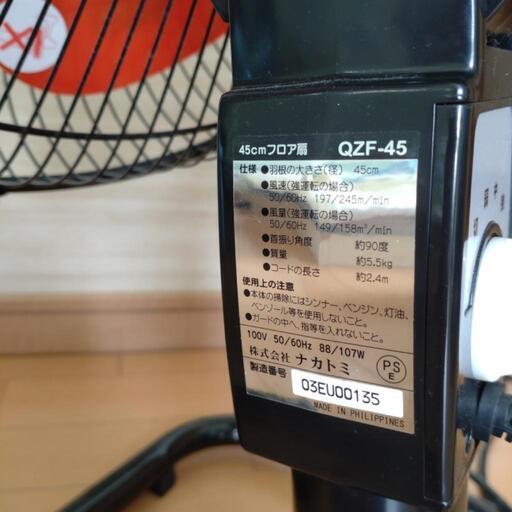 45cmフロア扇 QZF-45
仕様 ●羽根の大きさ(径) 45cm
●風速(強運転の場合)
50/60Hz 197/245m/min
●風量(強運転の場合)
50/60Hz 149/158m³/min
●首振り角度 約90度
●質量 約5.5kg
●コードの長さ 約2.4m
使用上の注意
●本体の掃除にはシンナー、ベンジン、灯油、
ベンゾール等を使用しないこと。
●ガードの中へ、指等を入れないこと。
100V 50/60Hz 88/107W
株式会社 ナカトミ
PS
E
製造番号 03EU00135
MADE IN PHILIPPINES